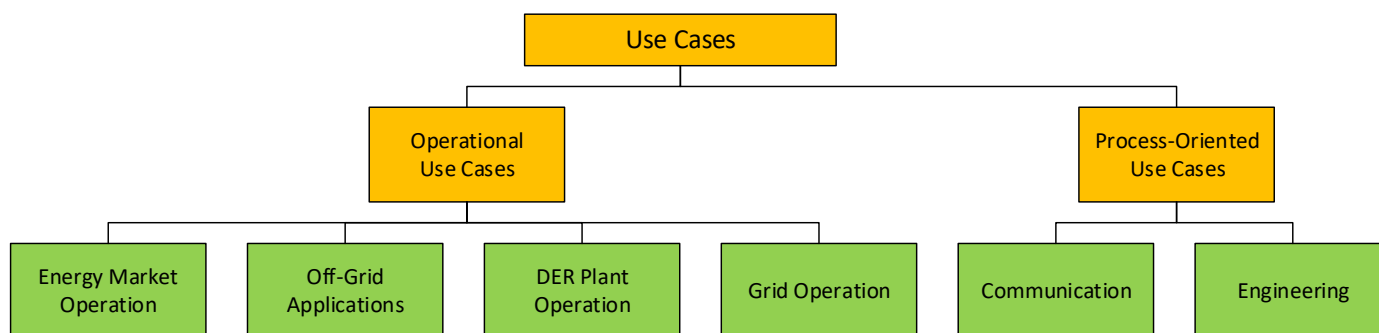 Use Cases
Operational
Use Cases
Process-Oriented
Use Cases
Energy Market
Operation
Off-Grid
Applications
DER Plant
Operation
Grid Operation
Communication
Engineering